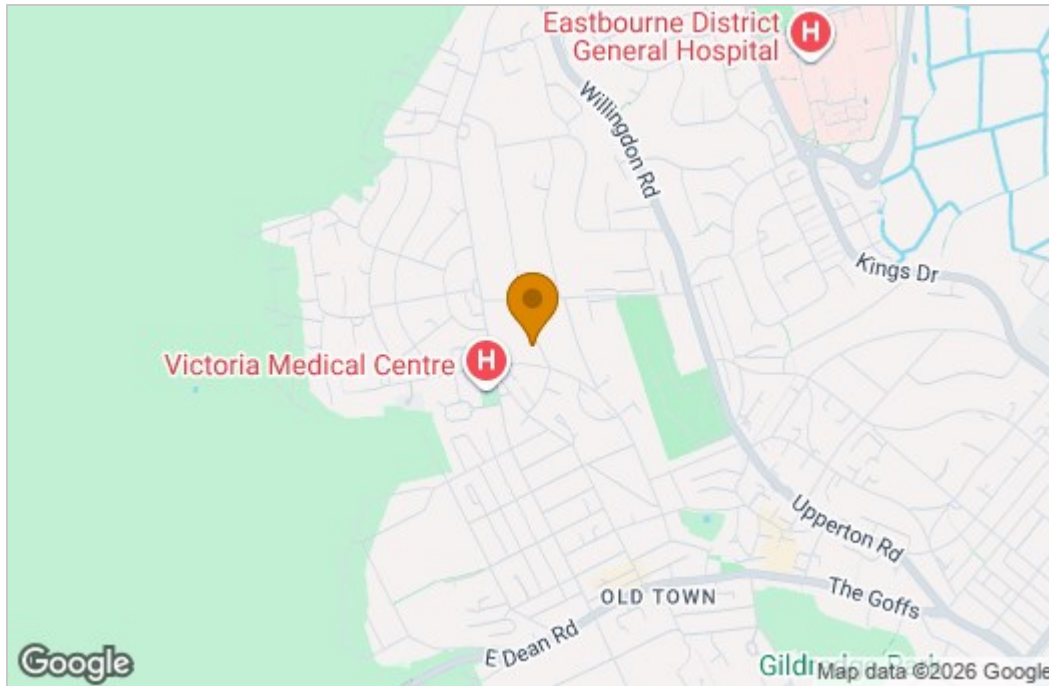 Eastbourne District
General Hospital
H
Willingdon Rd
Kings Dr
Victoria Medical Centre
H
Upperton Rd
The Goffs
OLD TOWN
E Dean Rd
Google
Map data ©2026 Google